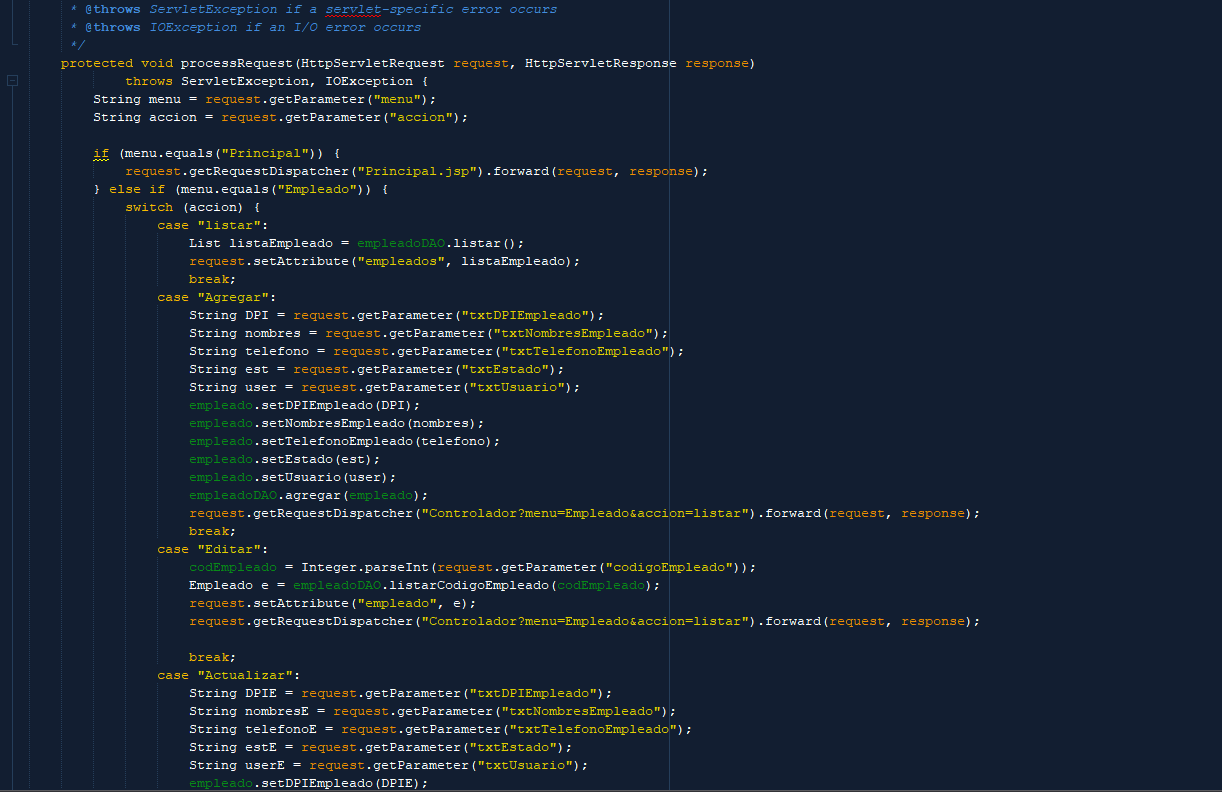 * @throws ServletException if a servlet-specific error occurs
* @throws IOException if an I/O error occurs
*/
protected void processRequest(HttpServletRequest request, HttpServletResponse response)
throws ServletException, IOException {
String menu = request.getParameter("menu");
String accion = request.getParameter("accion");
if (menu.equals("Principal")) {
request.getRequestDispatcher("Principal.jsp").forward(request, response);
} else if (menu.equals("Empleado")) {
switch (accion) {
case "listar":
List listaEmpleado = empleadoDAO.listar();
request.setAttribute("empleados", listaEmpleado);
break;
case "Agregar":
String DPI = request.getParameter("txtDPIEmpleado");
String nombres = request.getParameter("txtNombresEmpleado");
String telefono = request.getParameter("txtTelefonoEmpleado");
String est = request.getParameter("txtEstado");
String user = request.getParameter("txtUsuario");
empleado.setDPIEmpleado(DPI);
empleado.setNombresEmpleado(nombres);
empleado.setTelefonoEmpleado(telefono);
empleado.setEstado(est);
empleado.setUsuario(user);
empleadoDAO.agregar(empleado);
request.getRequestDispatcher("Controlador?menu=Empleado&accion=listar").forward(request, response);
break;
case "Editar":
codEmpleado = Integer.parseInt(request.getParameter("codigoEmpleado"));
Empleado e = empleadoDAO.listarCodigoEmpleado(codEmpleado);
request.setAttribute("empleado", e);
request.getRequestDispatcher("Controlador?menu=Empleado&accion=listar").forward(request, response);
break;
case "Actualizar":
String DPIE = request.getParameter("txtDPIEmpleado");
String nombresE = request.getParameter("txtNombresEmpleado");
String telefonoE = request.getParameter("txtTelefonoEmpleado");
String estE = request.getParameter("txtEstado");
String userE = request.getParameter("txtUsuario");
empleado.setDPIEmpleado(DPIE);